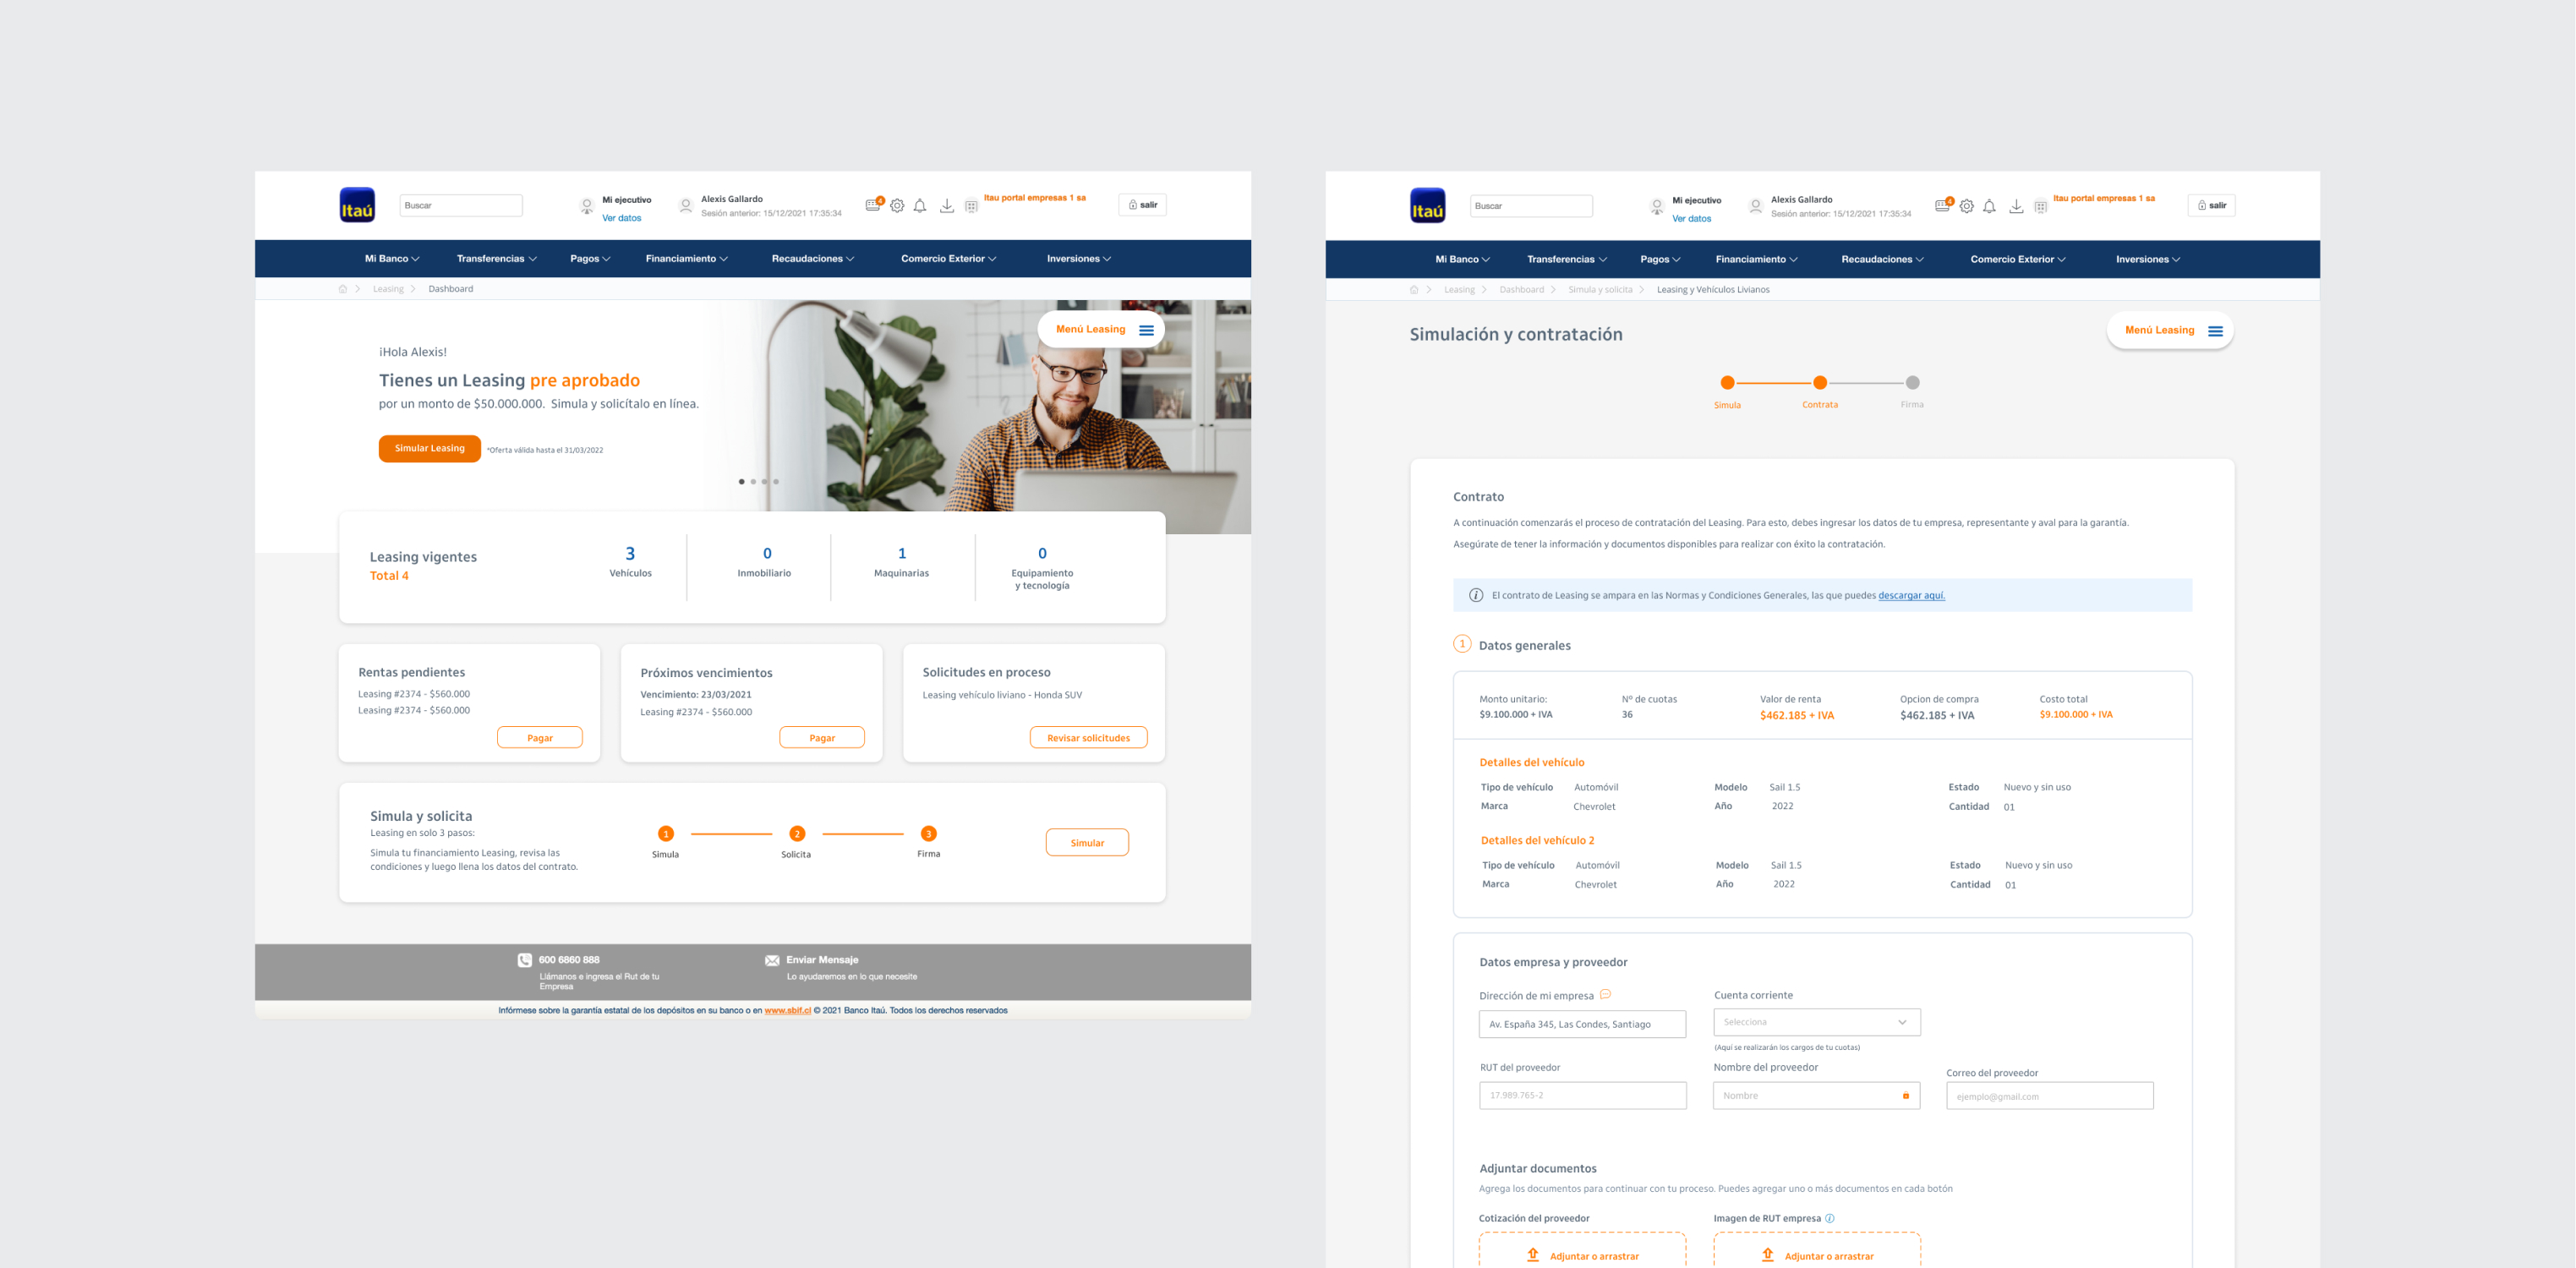 Itaú
Buscar
Mi ejecutivo
Ver datos
Alexis Gallardo
Sesión anterior: 15/12/2021 17:35:34
4
Itau portal empresas 1 sa
salir
Mi Banco
Transferencias
Pagos
Financiamiento
Recaudaciones
Comercio Exterior
Inversiones
Leasing
Dashboard
Menú Leasing
¡Hola Alexis!
Tienes un Leasing pre aprobado
por un monto de $50.000.000. Simula y solicítalo en línea.
Simular Leasing
*Oferta válida hasta el 31/03/2022
Leasing vigentes
Total 4
3
Vehículos
0
Inmobiliario
1
Maquinarias
0
Equipamiento
y tecnología
Rentas pendientes
Leasing #2374 - $560.000
Leasing #2374 - $560.000
Pagar
Próximos vencimientos
Vencimiento: 23/03/2021
Leasing #2374 - $560.000
Pagar
Solicitudes en proceso
Leasing vehículo liviano - Honda SUV
Revisar solicitudes
Simula y solicita
Leasing en solo 3 pasos:
Simula tu financiamiento Leasing, revisa las
condiciones y luego llena los datos del contrato.
1
Simula
2
Solicita
3
Firma
Simular
600 6860 888
Llámanos e ingresa el Rut de tu
Empresa
Enviar Mensaje
Lo ayudaremos en lo que necesite
Infórmese sobre la garantía estatal de los depósitos en su banco o en www.sbif.cl © 2021 Banco Itaú. Todos los derechos reservados
Itaú
Buscar
Mi ejecutivo
Ver datos
Alexis Gallardo
Sesión anterior: 15/12/2021 17:35:34
4
Itau portal empresas 1 sa
salir
Mi Banco
Transferencias
Pagos
Financiamiento
Recaudaciones
Comercio Exterior
Inversiones
Leasing
Dashboard
Simula y solicita
Leasing y Vehículos Livianos
Simulación y contratación
Menú Leasing
Simula
Contrata
Firma
Contrato
A continuación comenzarás el proceso de contratación del Leasing. Para esto, debes ingresar los datos de tu empresa, representante y aval para la garantía.
Asegúrate de tener la información y documentos disponibles para realizar con éxito la contratación.
El contrato de Leasing se ampara en las Normas y Condiciones Generales, las que puedes descargar aquí.
1 Datos generales
Monto unitario:
$9.100.000 + IVA
Nº de cuotas
36
Valor de renta
$462.185 + IVA
Opcion de compra
$462.185 + IVA
Costo total
$9.100.000 + IVA
Detalles del vehículo
Tipo de vehículo Automóvil Modelo Sail 1.5 Estado Nuevo y sin uso
Marca Chevrolet Año 2022 Cantidad 01
Detalles del vehículo 2
Tipo de vehículo Automóvil Modelo Sail 1.5 Estado Nuevo y sin uso
Marca Chevrolet Año 2022 Cantidad 01
Datos empresa y proveedor
Dirección de mi empresa
Av. España 345, Las Condes, Santiago
Cuenta corriente
Selecciona
(Aquí se realizarán los cargos de tu cuotas)
RUT del proveedor
17.989.765-2
Nombre del proveedor
Nombre
Correo del proveedor
ejemplo@gmail.com
Adjuntar documentos
Agrega los documentos para continuar con tu proceso. Puedes agregar uno o más documentos en cada botón
Cotización del proveedor
Adjuntar o arrastrar
Imagen de RUT empresa
Adjuntar o arrastrar